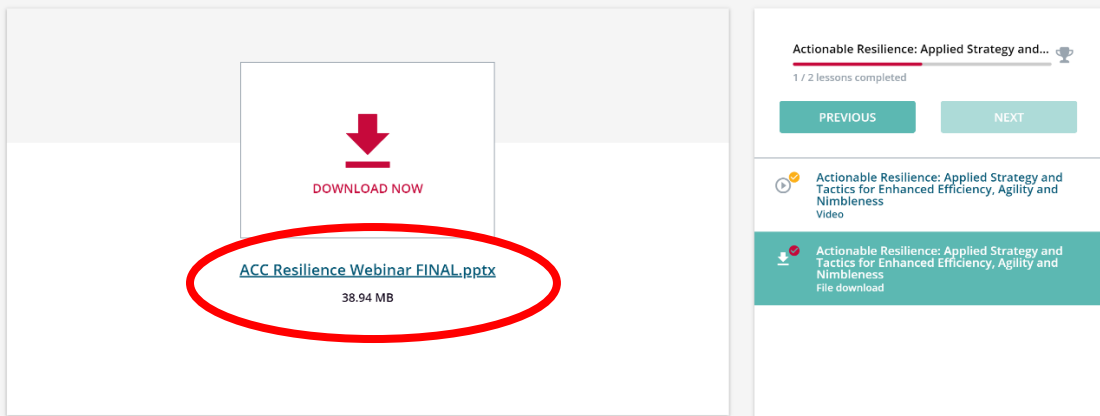 DOWNLOAD NOW
ACC Resilience Webinar FINAL.pptx
38.94 MB
Actionable Resilience: Applied Strategy and...
1 / 2 lessons completed
PREVIOUS
NEXT
Actionable Resilience: Applied Strategy and
Tactics for Enhanced Efficiency, Agility and
Nimbleness
Video
Actionable Resilience: Applied Strategy and
Tactics for Enhanced Efficiency, Agility and
Nimbleness
File download